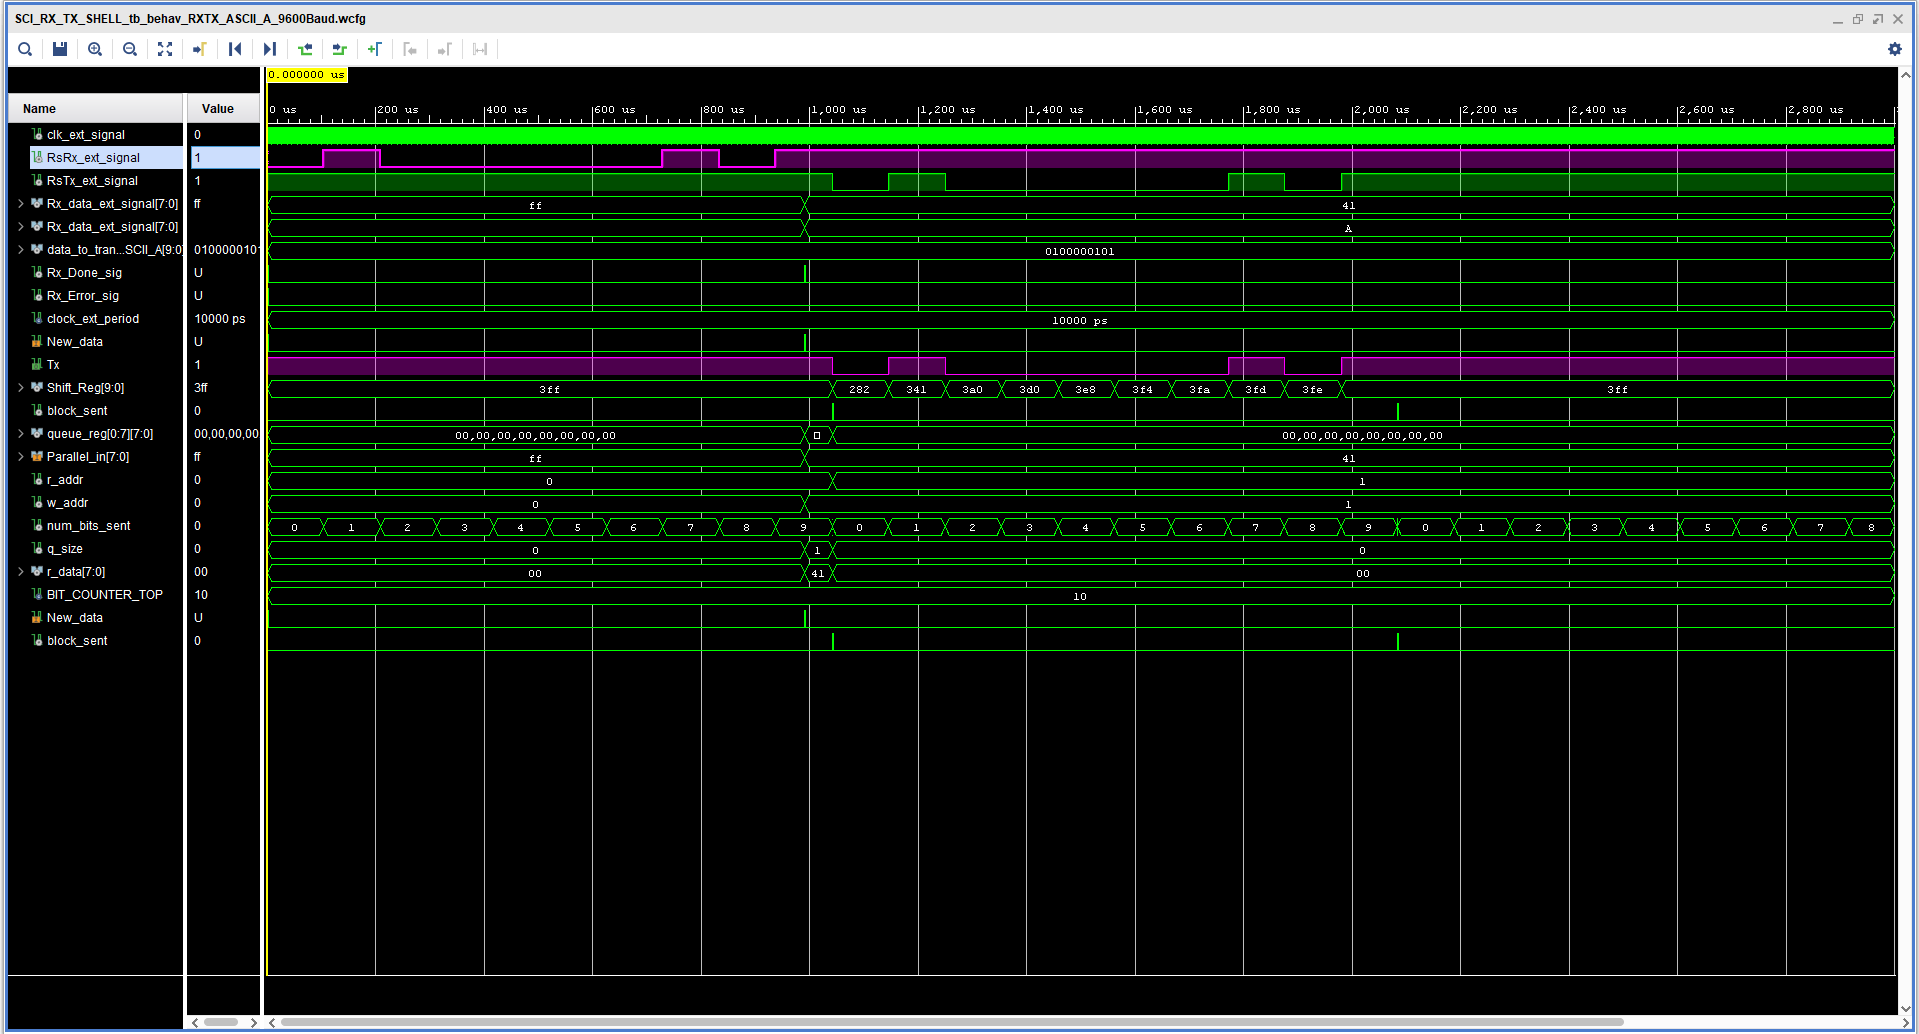 SCI_RX_TX_SHELL_tb_behav_RXTX_ASCII_A_9600Baud.wcfg
0.000000 us
Name Value 0 us 200 us 400 us 600 us 800 us 1,000 us 1,200 us 1,400 us 1,600 us 1,800 us 2,000 us 2,200 us 2,400 us 2,600 us 2,800 us
clk_ext_signal 0
RsRx_ext_signal 1
RsTx_ext_signal 1
Rx_data_ext_signal[7:0] ff ff 41
Rx_data_ext_signal[7:0] A
data_to_tran...SCII_A[9:0] 0100000101 0100000101
Rx_Done_sig U
Rx_Error_sig U
clock_ext_period 10000 ps 10000 ps
New_data U
Tx 1
Shift_Reg[9:0] 3ff 3ff 282 341 3a0 3d0 3e8 3f4 3fa 3fd 3fe 3ff
block_sent 0
queue_reg[0:7][7:0] 00,00,00,00 00,00,00,00,00,00,00,00 00,00,00,00,00,00,00,00
Parallel_in[7:0] ff ff 41
r_addr 0 0 1
w_addr 0 0 1
num_bits_sent 0 0 1 2 3 4 5 6 7 8 9 0 1 2 3 4 5 6 7 8 9 0 1 2 3 4 5 6 7 8
q_size 0 0 1 0
r_data[7:0] 00 00 41 00
BIT_COUNTER_TOP 10 10
New_data U
block_sent 0